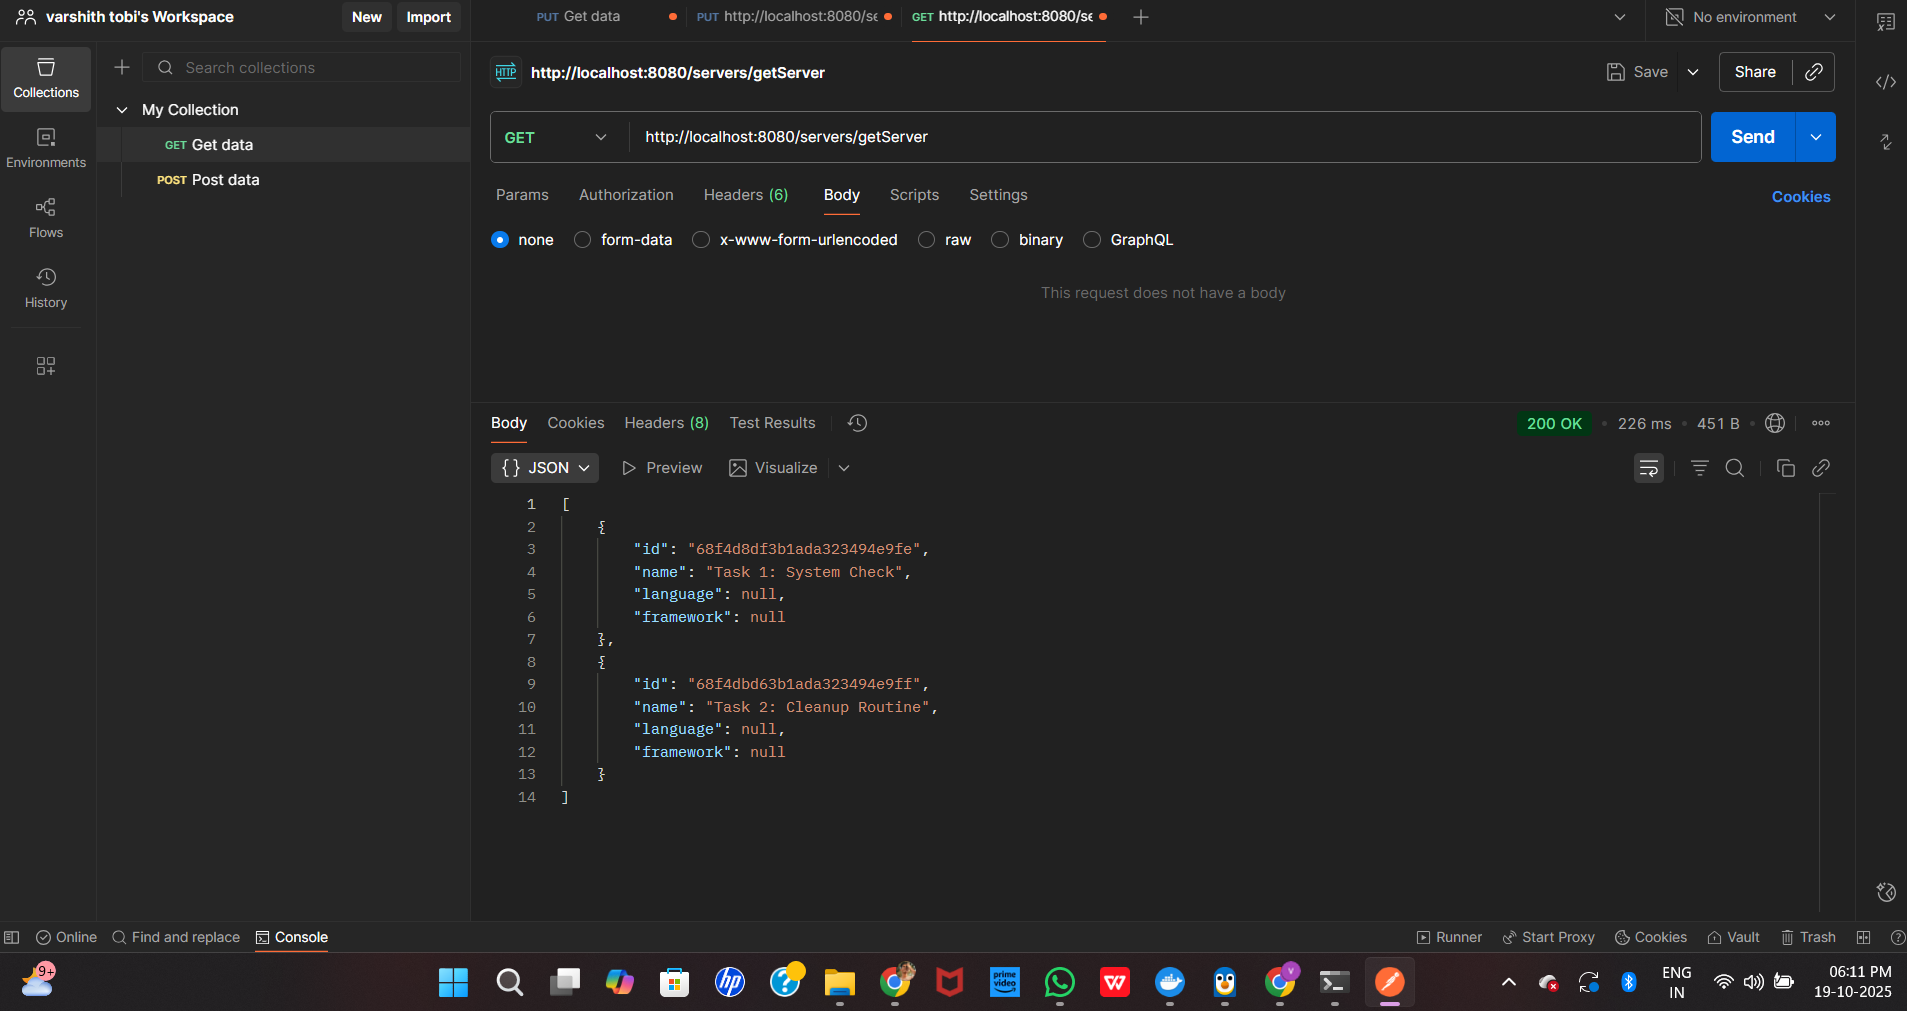 varshith tobi's Workspace
New
Import
PUT Get data
PUT http://localhost:8080/se
GET http://localhost:8080/se
No environment
Collections
Search collections
My Collection
GET Get data
POST Post data
Environments
Flows
History
HTTP
http://localhost:8080/servers/getServer
Save
Share
GET
http://localhost:8080/servers/getServer
Send
Params
Authorization
Headers (6)
Body
Scripts
Settings
Cookies
none
form-data
x-www-form-urlencoded
raw
binary
GraphQL
This request does not have a body
Body
Cookies
Headers (8)
Test Results
200 OK
226 ms
451 B
{} JSON
Preview
Visualize
1 [
2 {
3 "id": "68f4d8df3b1ada323494e9fe",
4 "name": "Task 1: System Check",
5 "language": null,
6 "framework": null
7 },
8 {
9 "id": "68f4dbd63b1ada323494e9ff",
10 "name": "Task 2: Cleanup Routine",
11 "language": null,
12 "framework": null
13 }
14 ]
Online
Find and replace
Console
Runner
Start Proxy
Cookies
Vault
Trash
9+
hp
prime video
W
V
ENG
IN
06:11 PM
19-10-2025